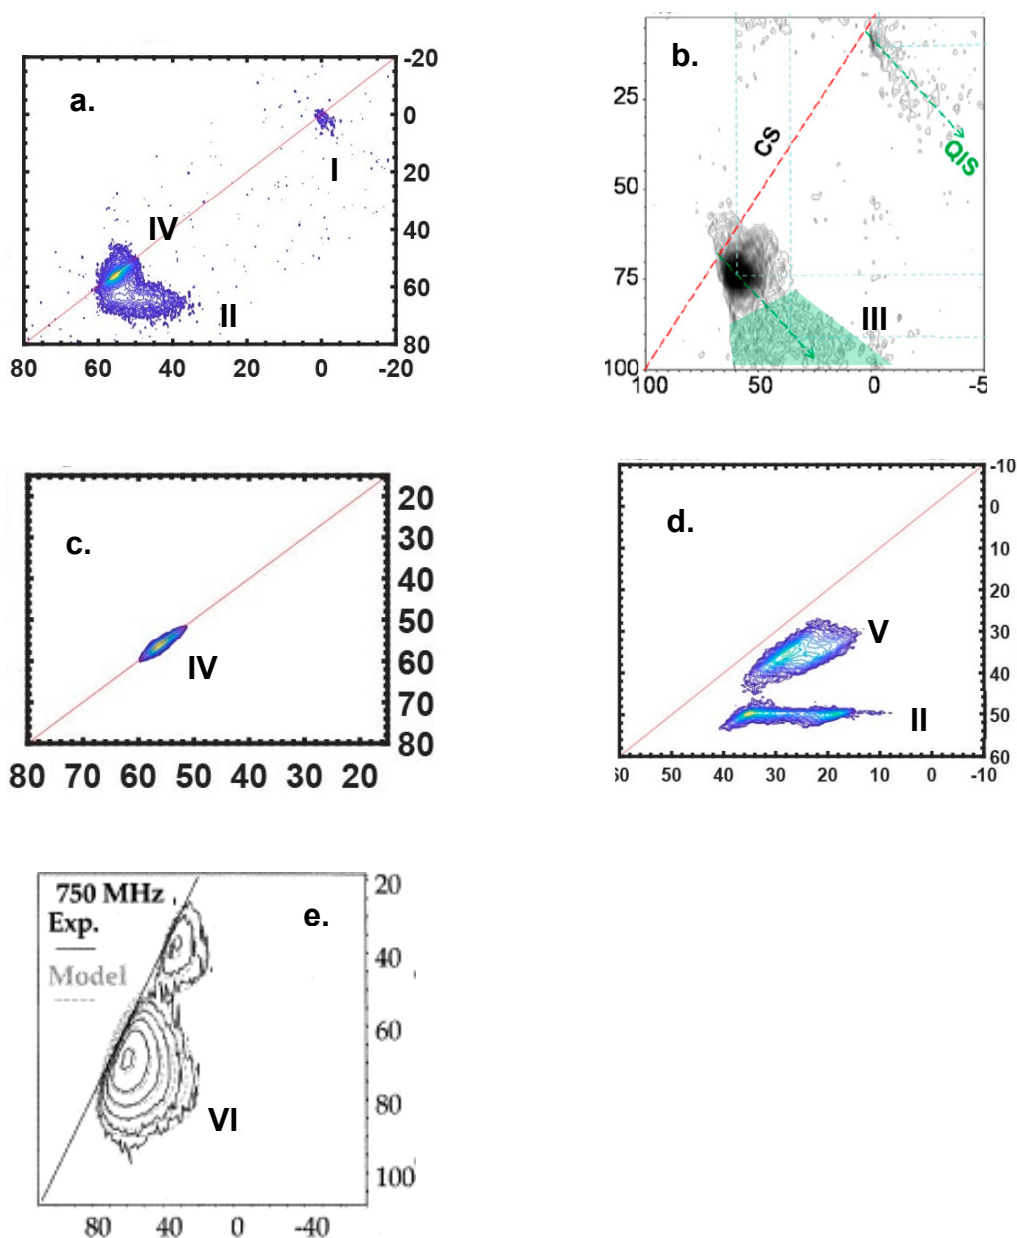 a.
-20
0
20
40
60
80
I
IV
II
80 60 40 20 0 -20
b.
25
50
75
100
CS
QIS
III
100 50 0 -5
c.
20
30
40
50
60
70
80
IV
80 70 60 50 40 30 20
d.
-10
0
10
20
30
40
50
60
V
II
60 50 40 30 20 10 0 -10
750 MHz
Exp.
Model
e.
20
40
60
80
100
VI
80 40 0 -40